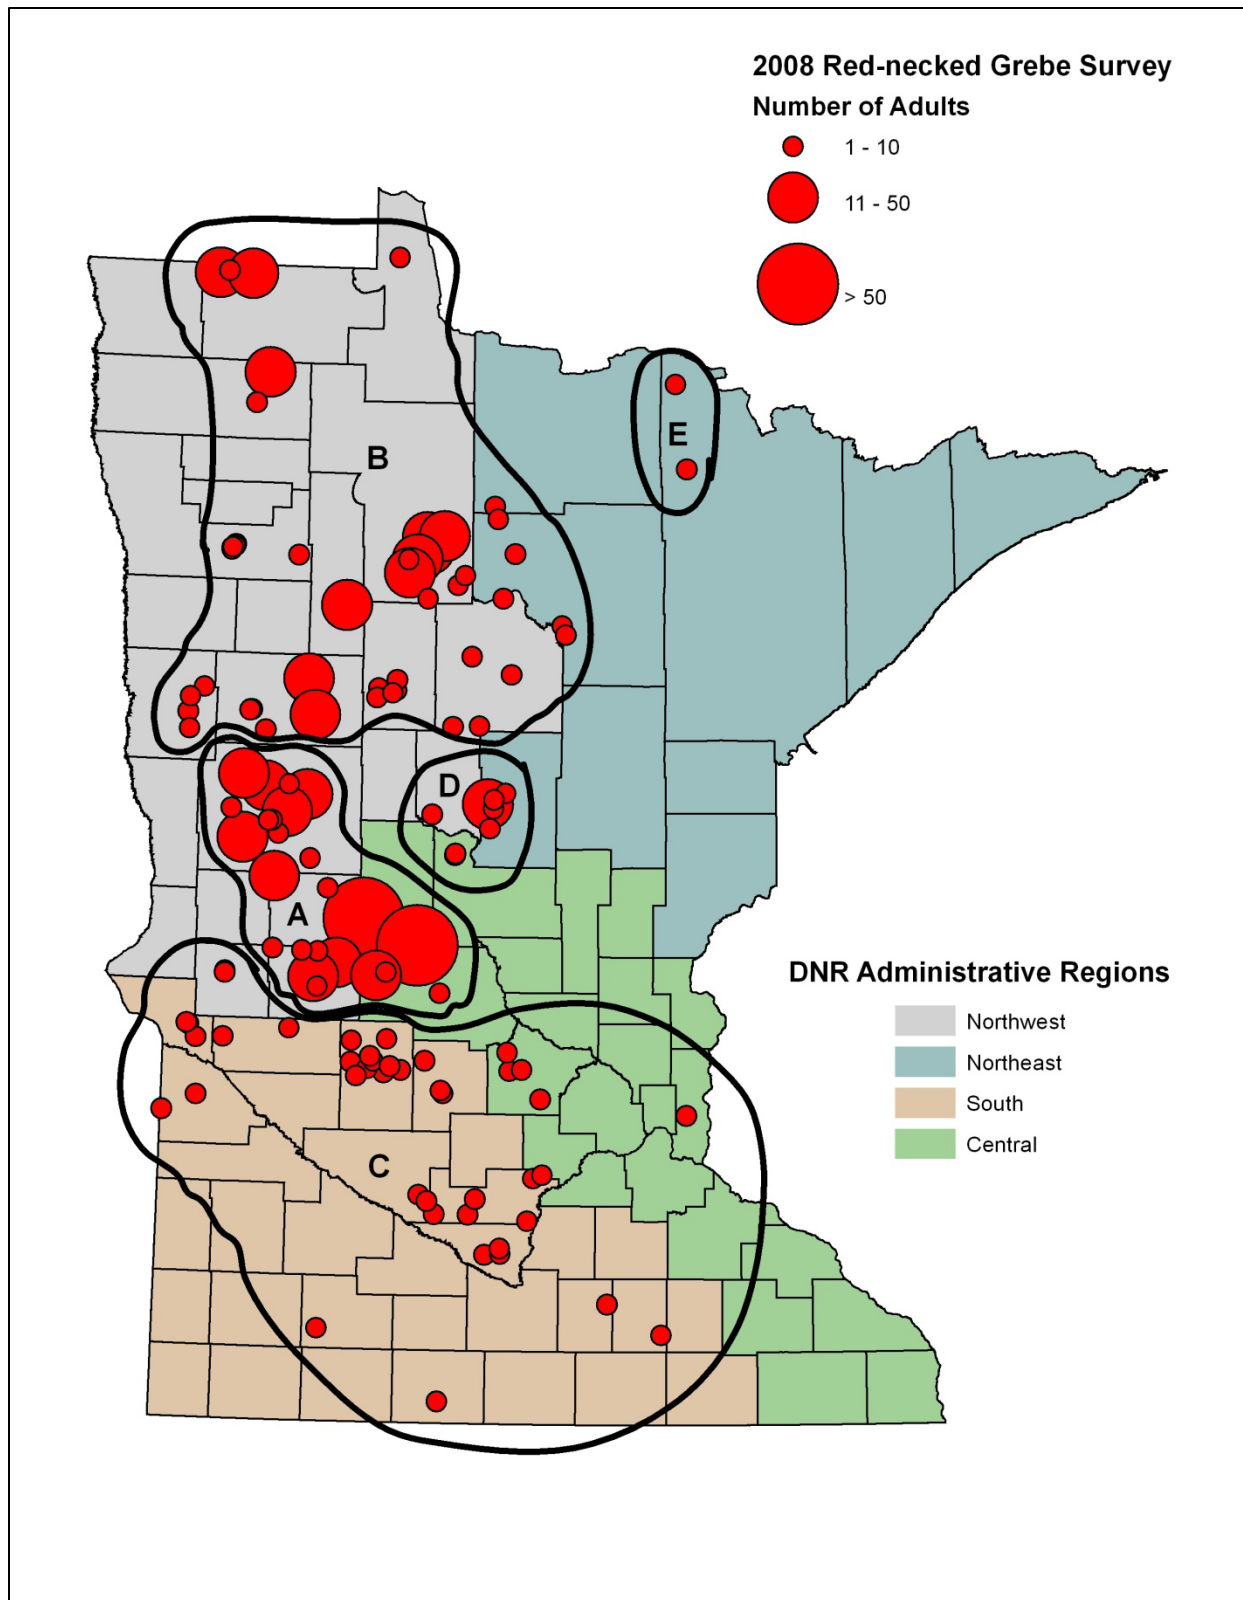 2008 Red-necked Grebe Survey
Number of Adults
1 - 10
11 - 50
> 50
B
E
D
A
DNR Administrative Regions
Northwest
Northeast
South
Central
C